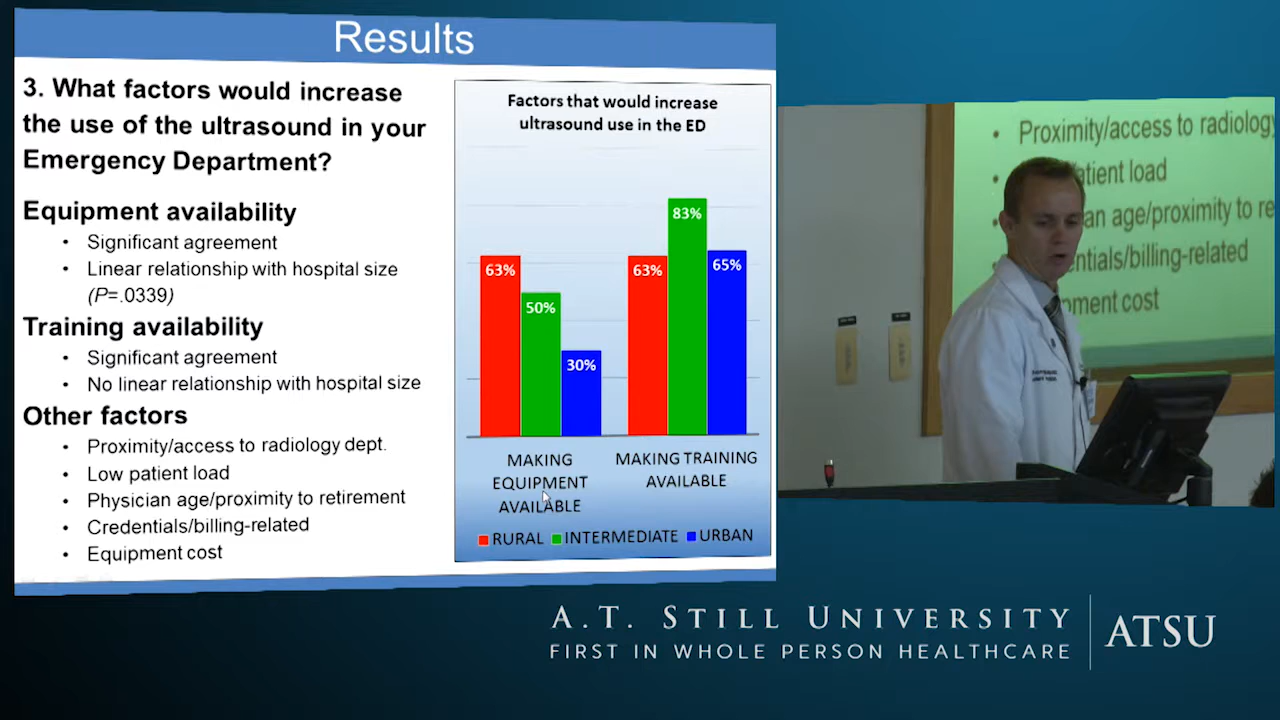 Results
3. What factors would increase
the use of the ultrasound in your
Emergency Department?
Equipment availability
• Significant agreement
• Linear relationship with hospital size
(P=.0339)
Training availability
• Significant agreement
• No linear relationship with hospital size
Other factors
• Proximity/access to radiology dept.
• Low patient load
• Physician age/proximity to retirement
• Credentials/billing-related
• Equipment cost
Factors that would increase
ultrasound use in the ED
63%
50%
30%
63%
83%
65%
MAKING
EQUIPMENT
AVAILABLE
MAKING TRAINING
AVAILABLE
RURAL INTERMEDIATE URBAN
• Proximity/access to radiology
• atient load
• an age/proximity to re
• entials/billing-related
pment cost
A.T. STILL UNIVERSITY
FIRST IN WHOLE PERSON HEALTHCARE
ATSU